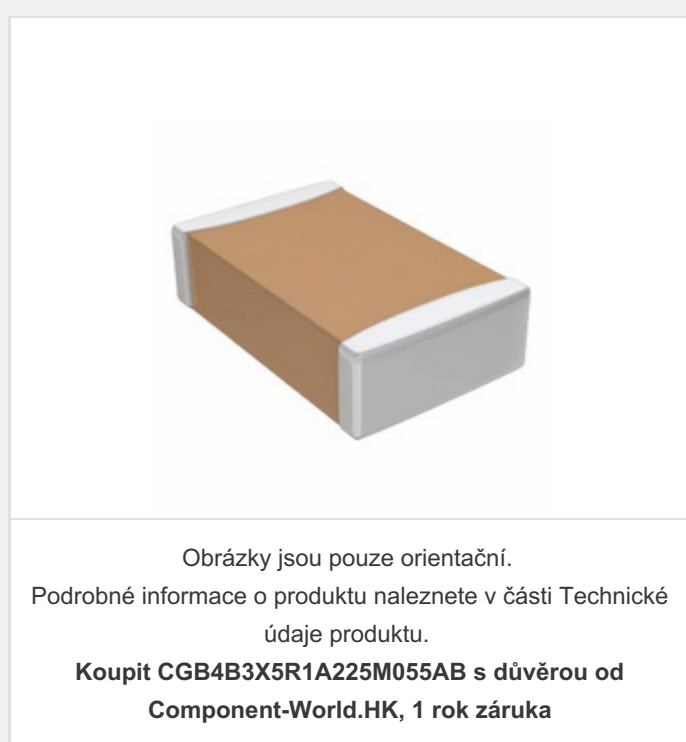 Obrázky jsou pouze orientační.
Podrobné informace o produktu naleznete v části Technické
údaje produktu.
Koupit CGB4B3X5R1A225M055AB s důvěrou od
Component-World.HK, 1 rok záruka